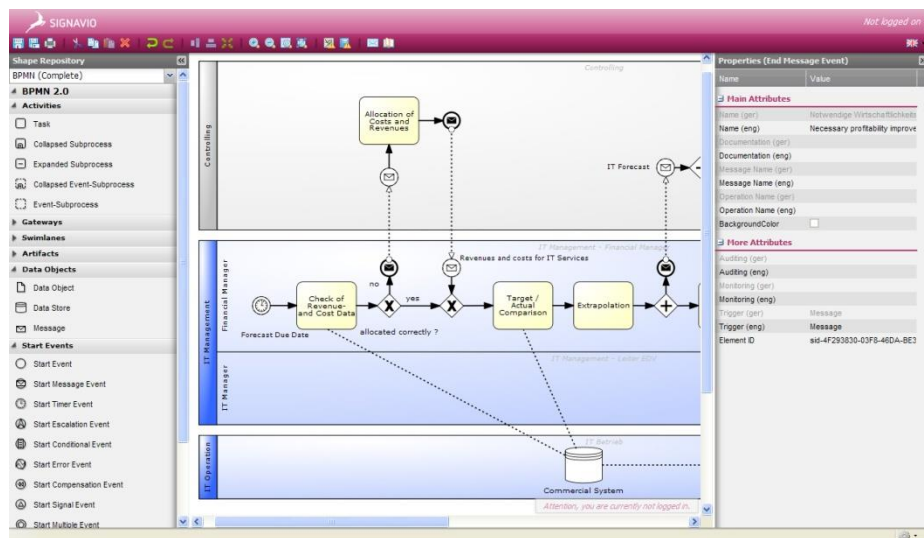 SIGNAVIO
Not logged on
Shape Repository
BPMN (Complete)
BPMN 2.0
Activities
Task
Collapsed Subprocess
Expanded Subprocess
Collapsed Event-Subprocess
Event-Subprocess
Gateways
Swimlanes
Artifacts
Data Objects
Data Object
Data Store
Message
Start Events
Start Event
Start Message Event
Start Timer Event
Start Escalation Event
Start Conditional Event
Start Error Event
Start Compensation Event
Start Signal Event
Start Multiple Event
Controlling
Controlling
Allocation of
Costs and
Revenues
IT Forecast
IT Management - Financial Manager
IT Management
Financial Manager
Revenues and costs for IT Services
no
yes
Check of
Revenue-
and Cost Data
Target /
Actual
Comparison
Extrapolation
Forecast Due Date
allocated correctly ?
IT Manager
IT Management - Leiter EDV
IT Operation
IT Betrieb
Commercial System
Attention, you are currently not logged in.
Properties (End Message Event)
Name Value
Main Attributes
Name (ger) Notwendige Wirtschaftlichkeits
Name (eng) Necessary profitability improve
Documentation (ger)
Documentation (eng)
Message Name (ger)
Message Name (eng)
Operation Name (ger)
Operation Name (eng)
BackgroundColor
More Attributes
Auditing (ger)
Auditing (eng)
Monitoring (ger)
Monitoring (eng)
Trigger (ger) Message
Trigger (eng) Message
Element ID sid-4F293830-03F8-46DA-BE3